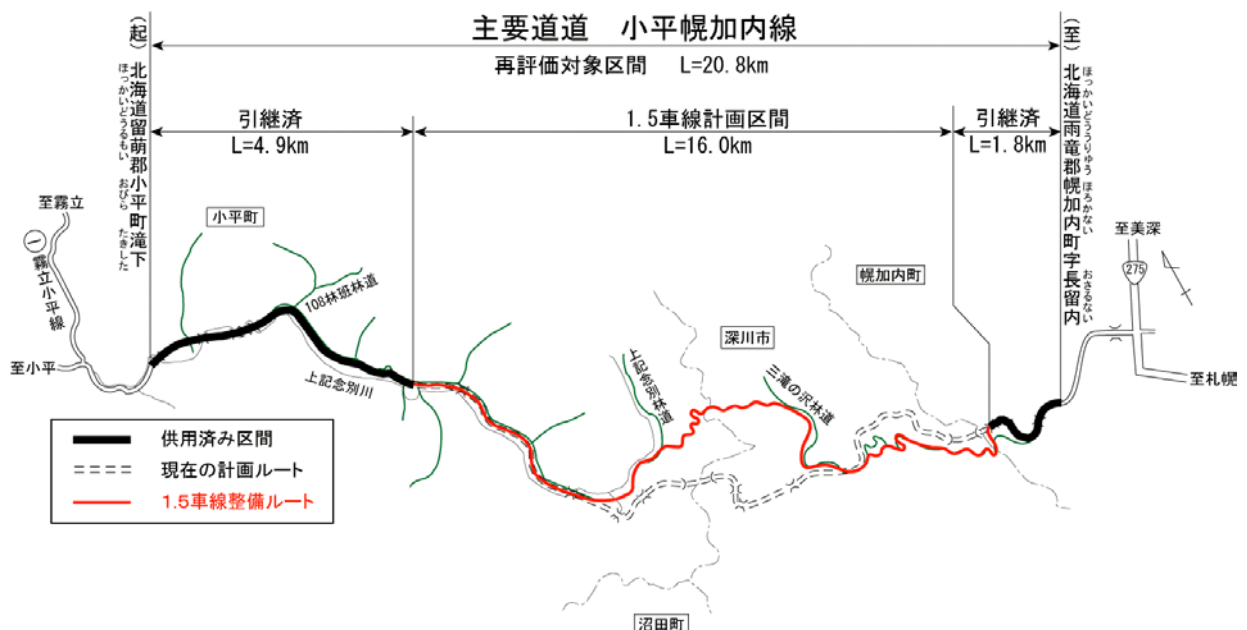 主要道道　小平幌加内線
再評価対象区間　L=20.8km
(起)
北海道留萌郡小平町滝下
ほっかいどうるもい おびら たきした
(至)
北海道雨竜郡幌加内町字長留内
ほっかいどううりゅう ほろかない おさるない
引継済
L=4.9km
1.5車線計画区間
L=16.0km
引継済
L=1.8km
至霧立
小平町
霧立小平線
至小平
108林班林道
上記念別川
上記念別林道
深川市
三滝の沢林道
幌加内町
至美深
275
至札幌
供用済み区間
現在の計画ルート
1.5車線整備ルート
沼田町